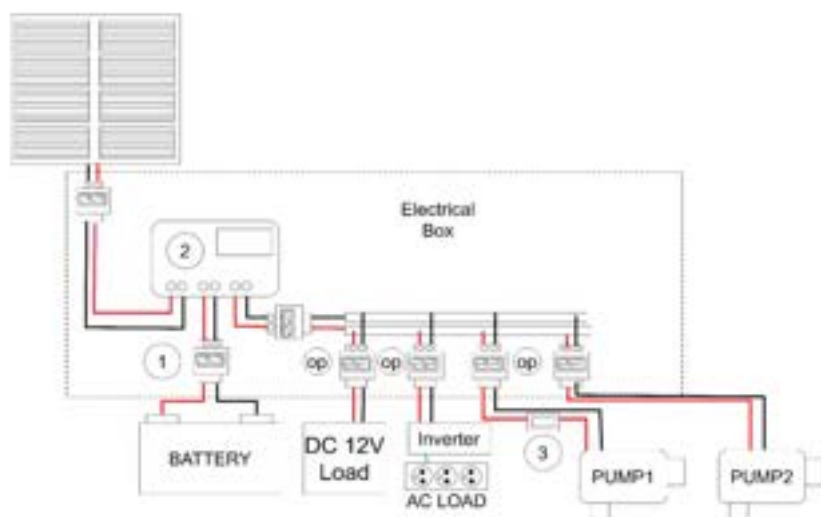 Electrical
Box
2
1
op
op
op
BATTERY
DC 12V
Load
Inverter
AC LOAD
3
PUMP1
PUMP2